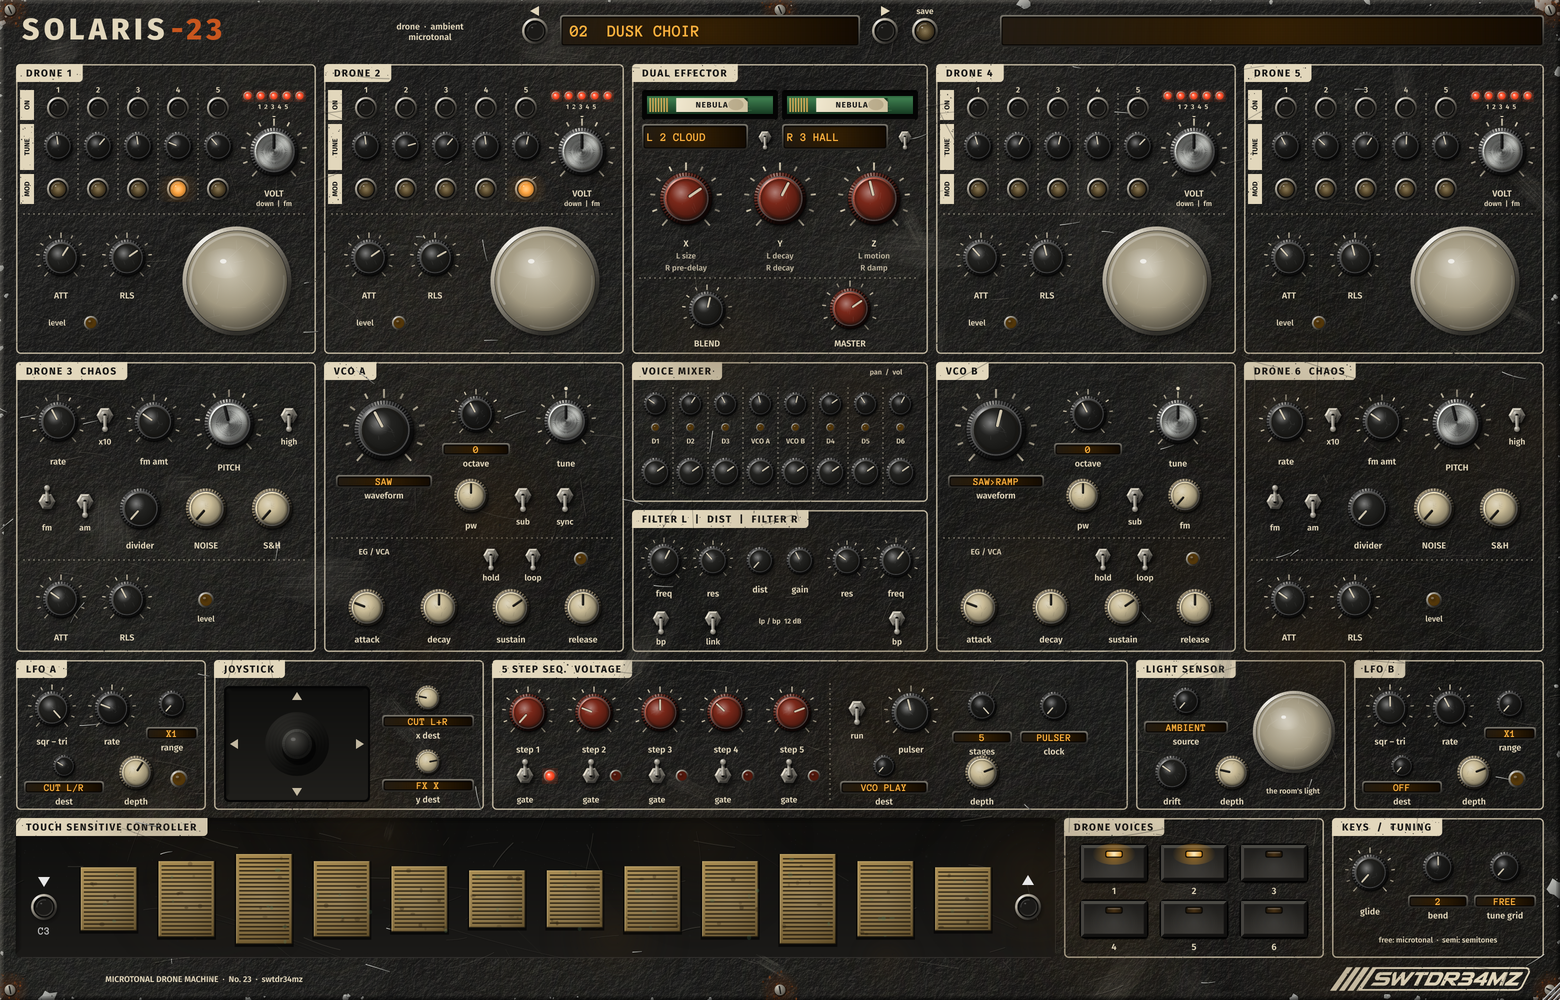 SOLARIS-23
drone · ambient
microtonal
02 DUSK CHOIR
save
DRONE 1
ON
1 2 3 4 5
1 2 3 4 5
TUNE
MOD
VOLT
down | fm
ATT
RLS
level
DRONE 2
ON
1 2 3 4 5
1 2 3 4 5
TUNE
MOD
VOLT
down | fm
ATT
RLS
level
DUAL EFFECTOR
NEBULA
NEBULA
L 2 CLOUD
R 3 HALL
X
L size
R pre-delay
Y
L decay
R decay
Z
L motion
R damp
BLEND
MASTER
DRONE 4
ON
1 2 3 4 5
1 2 3 4 5
TUNE
MOD
VOLT
down | fm
ATT
RLS
level
DRONE 5
ON
1 2 3 4 5
1 2 3 4 5
TUNE
MOD
VOLT
down | fm
ATT
RLS
level
DRONE 3 CHAOS
rate
x10
fm amt
PITCH
high
fm
am
divider
NOISE
S&H
ATT
RLS
level
VCO A
SAW
waveform
0
octave
tune
pw
sub
sync
EG / VCA
hold
loop
attack
decay
sustain
release
VOICE MIXER
pan / vol
D1 D2 D3 VCO A VCO B D4 D5 D6
FILTER L | DIST | FILTER R
freq
res
dist
gain
res
freq
bp
link
lp / bp 12 dB
bp
VCO B
SAW>RAMP
waveform
0
octave
tune
pw
sub
fm
EG / VCA
hold
loop
attack
decay
sustain
release
DRONE 6 CHAOS
rate
x10
fm amt
PITCH
high
fm
am
divider
NOISE
S&H
ATT
RLS
level
LFO A
sqr – tri
rate
X1
range
CUT L/R
dest
depth
JOYSTICK
CUT L+R
x dest
FX X
y dest
5 STEP SEQ. VOLTAGE
step 1
step 2
step 3
step 4
step 5
gate
gate
gate
gate
gate
run
pulser
5
stages
PULSER
clock
VCO PLAY
dest
depth
LIGHT SENSOR
AMBIENT
source
drift
depth
the room's light
LFO B
sqr – tri
rate
X1
range
OFF
dest
depth
TOUCH SENSITIVE CONTROLLER
C3
DRONE VOICES
1
2
3
4
5
6
KEYS / TUNING
glide
2
bend
FREE
tune grid
free: microtonal · semi: semitones
MICROTONAL DRONE MACHINE · No. 23 · swtdr34mz
SWTDR34MZ